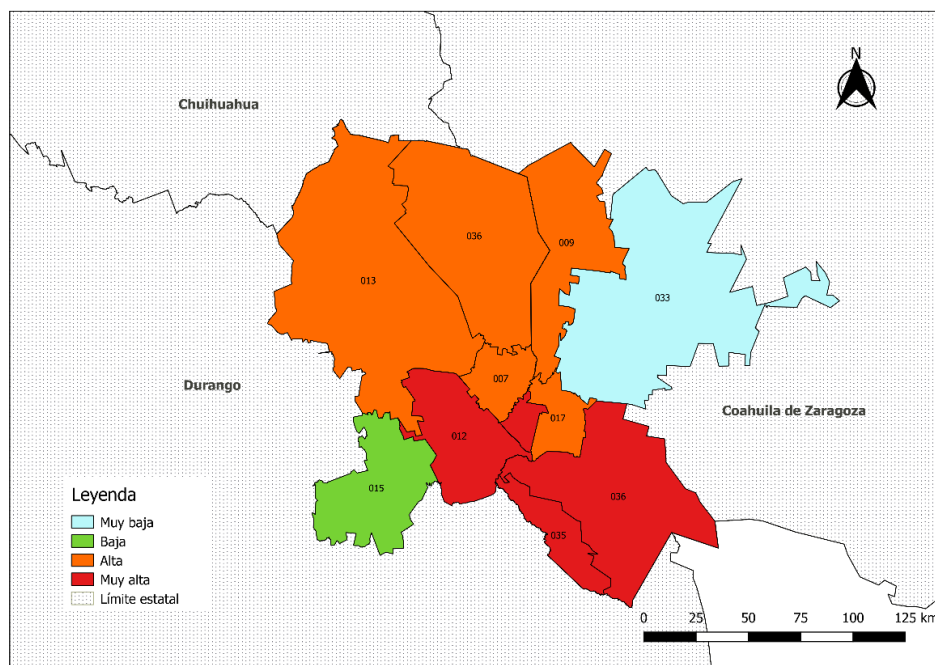 N
Chuihuahua
036
009
013
033
007
Durango
Coahuila de Zaragoza
017
012
015
036
035
Leyenda
Muy baja
Baja
Alta
Muy alta
Límite estatal
0 25 50 75 100 125 km